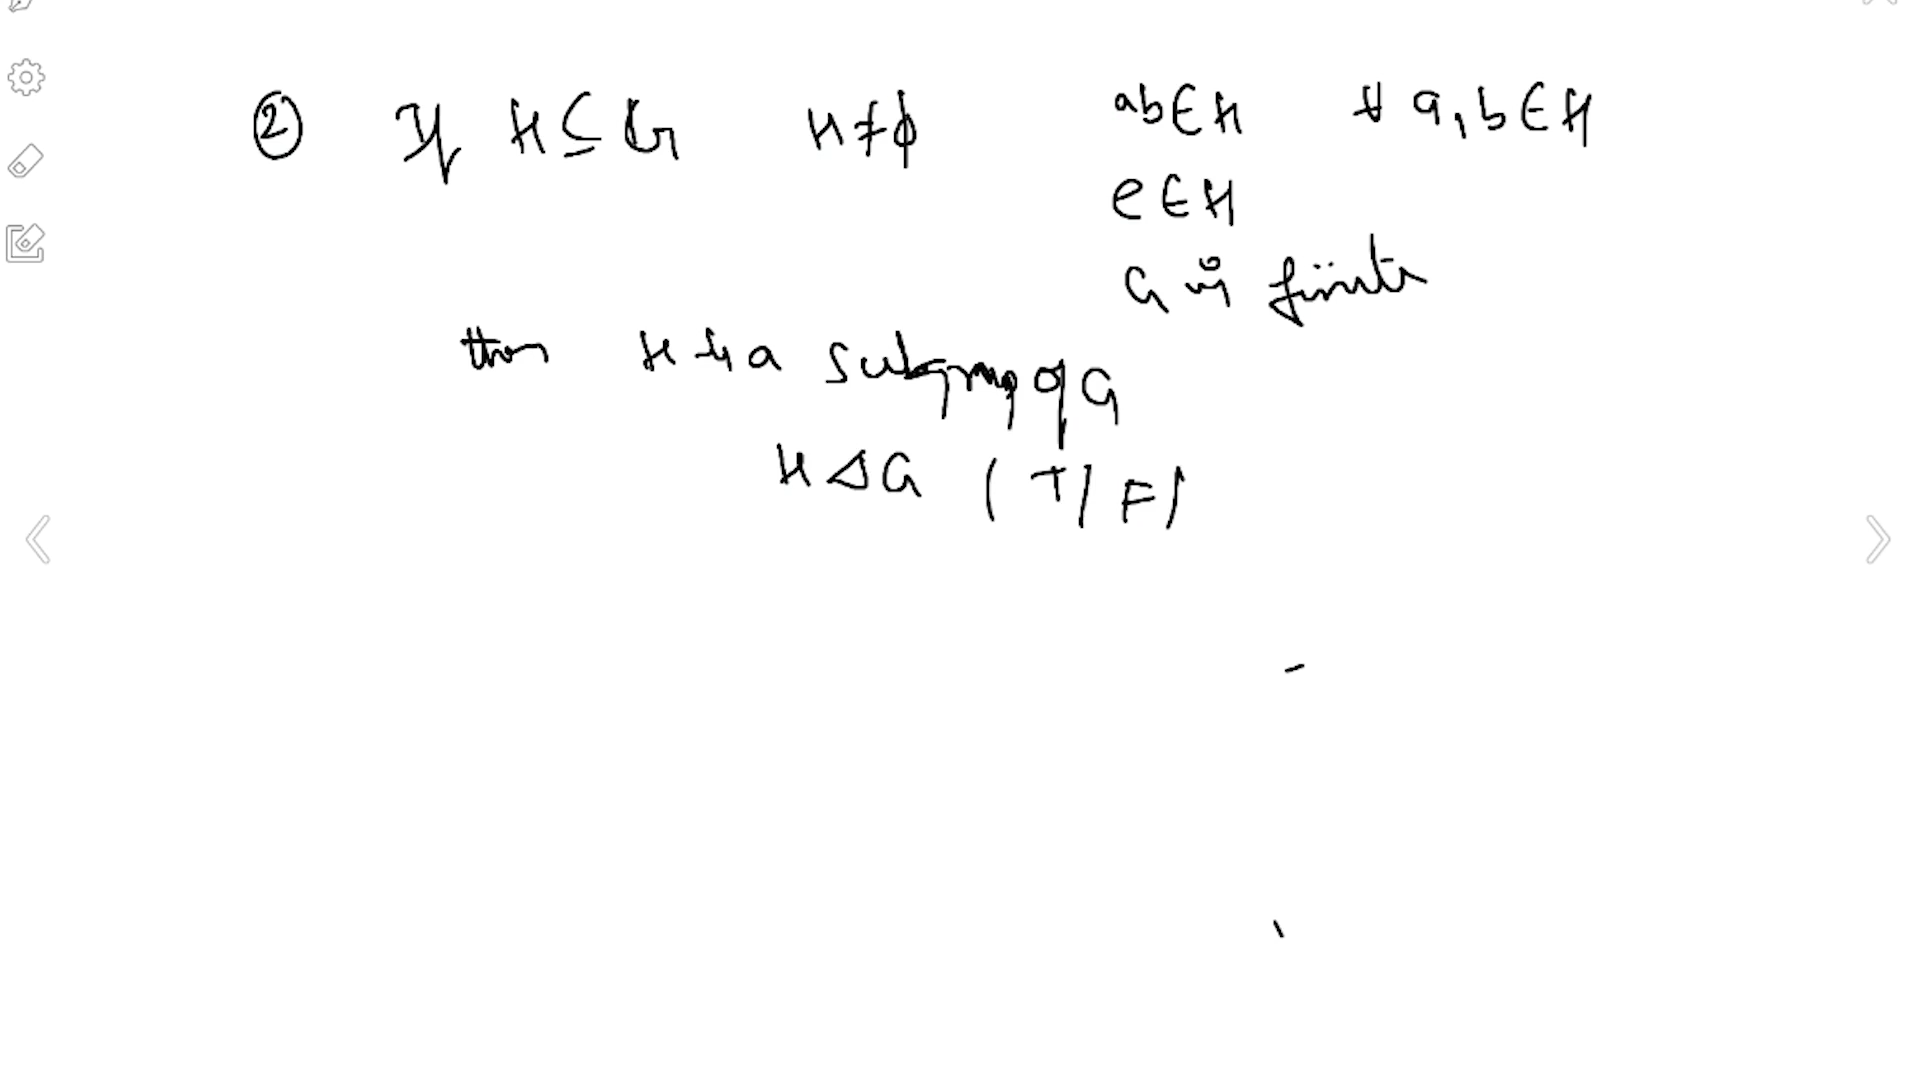 ② If H ⊆ G H ≠ ϕ ab ∈ H ∀ a, b ∈ H
e ∈ H
G is finite
then H is a subgroup of G
H Δ G (T/F)